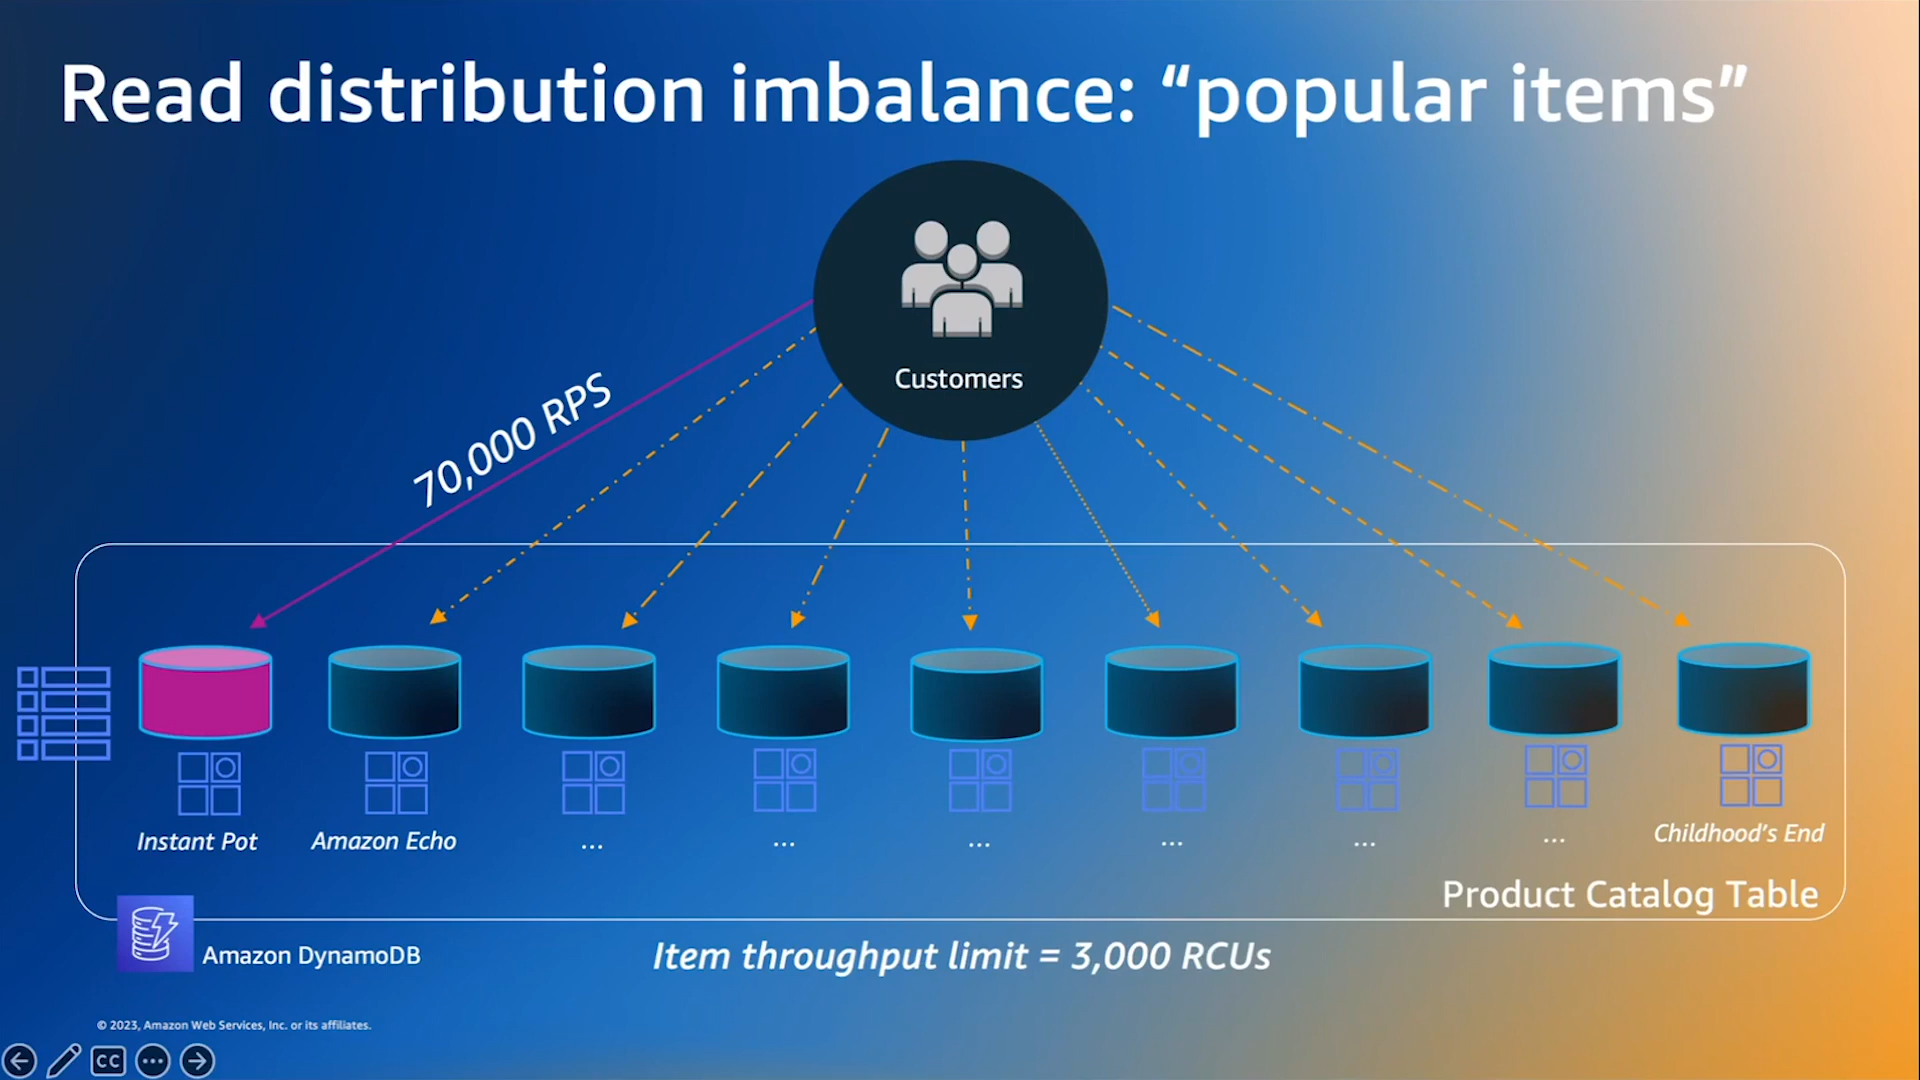 Read distribution imbalance: “popular items”
Customers
70,000 RPS
Instant Pot
Amazon Echo
...
...
...
...
...
...
Childhood’s End
Product Catalog Table
Amazon DynamoDB
Item throughput limit = 3,000 RCUs
© 2023, Amazon Web Services, Inc. or its affiliates.
CC